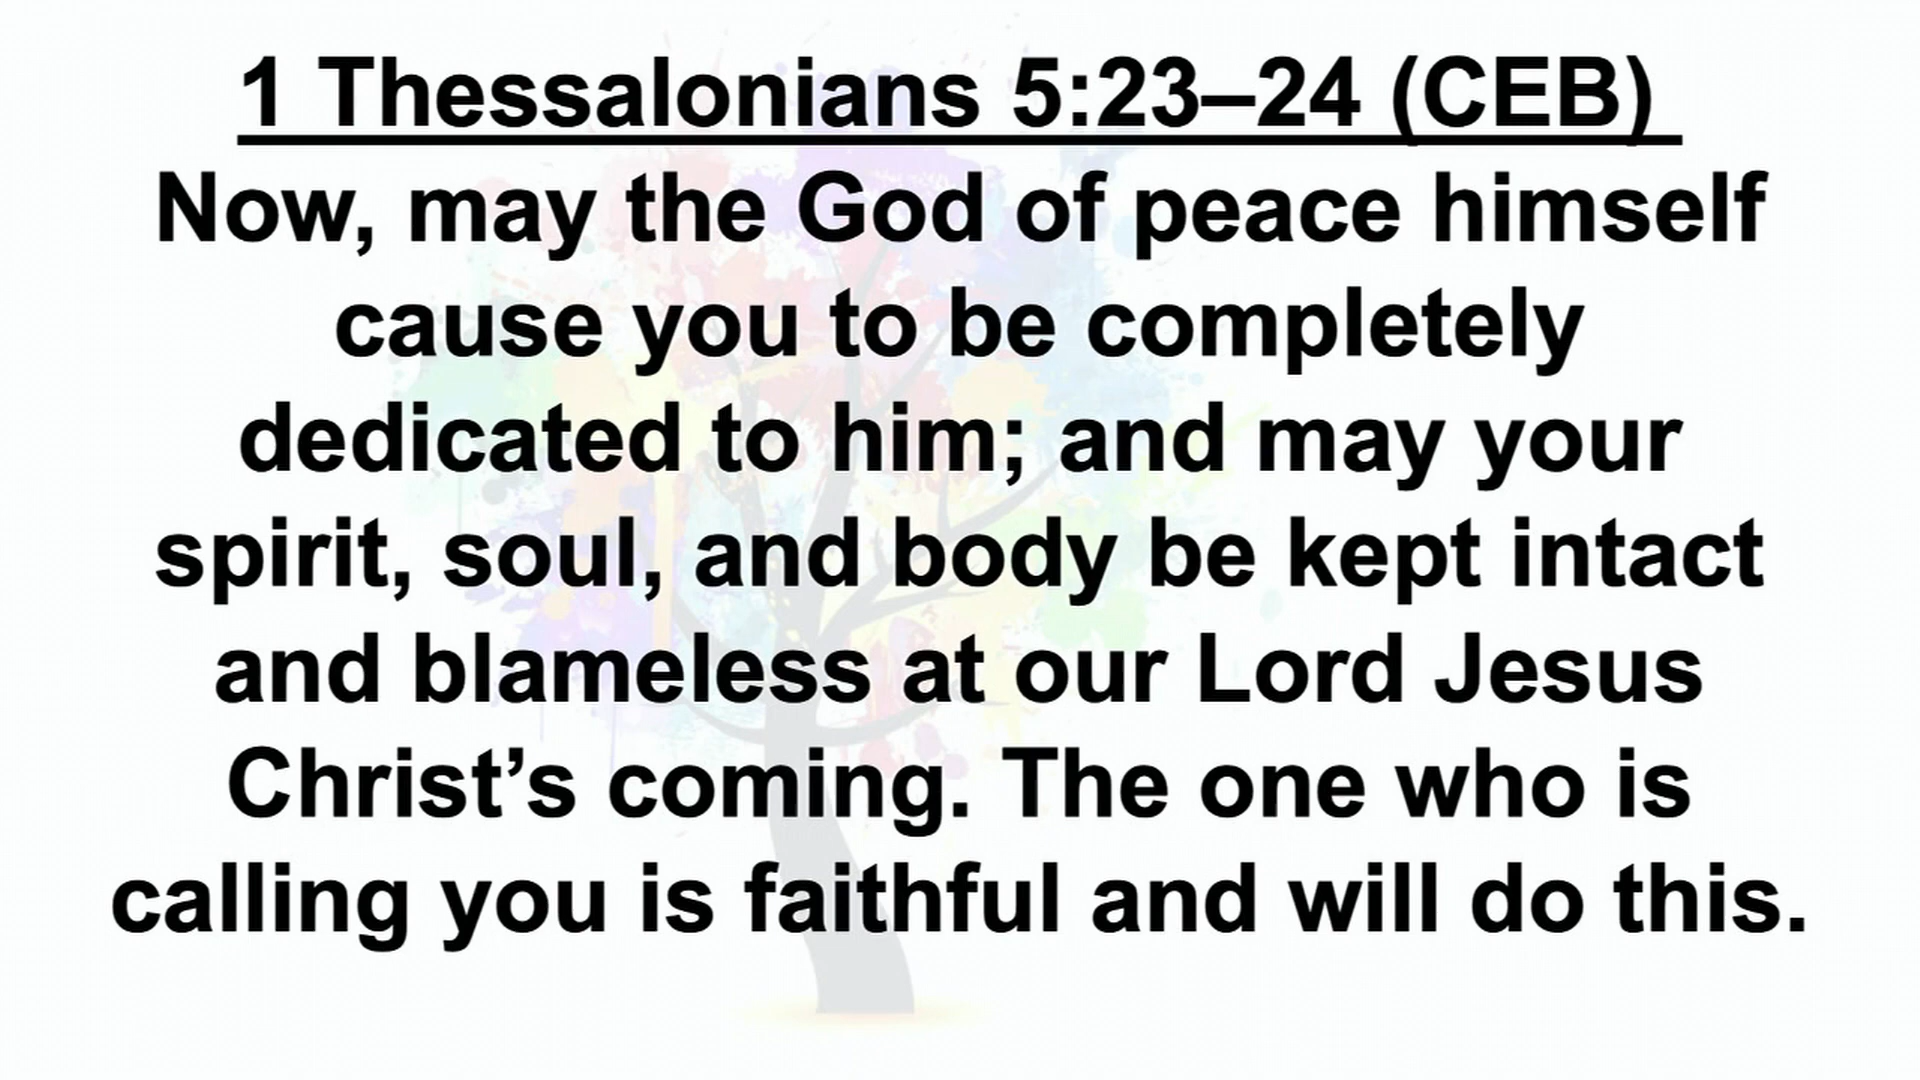 1 Thessalonians 5:23–24 (CEB)
Now, may the God of peace himself
cause you to be completely
dedicated to him; and may your
spirit, soul, and body be kept intact
and blameless at our Lord Jesus
Christ’s coming. The one who is
calling you is faithful and will do this.